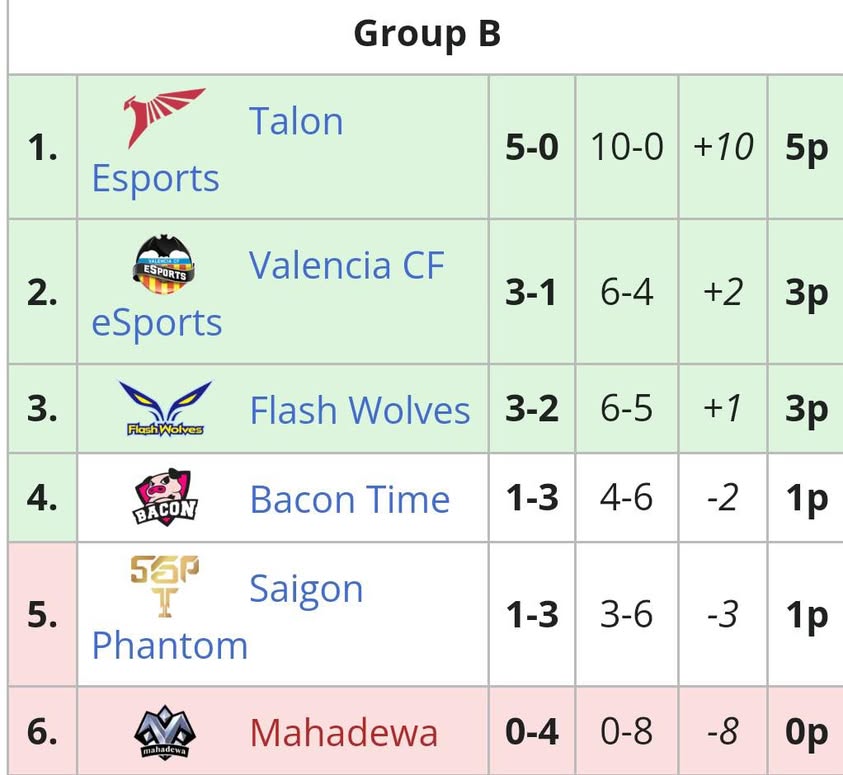 Group B
1. Talon Esports 5-0 10-0 +10 5p
VALENCIA CF
ESPORTS
2. Valencia CF eSports 3-1 6-4 +2 3p
Flash Wolves
3. Flash Wolves 3-2 6-5 +1 3p
BACON
4. Bacon Time 1-3 4-6 -2 1p
SGP
5. Saigon Phantom 1-3 3-6 -3 1p
mahadewa
6. Mahadewa 0-4 0-8 -8 0p